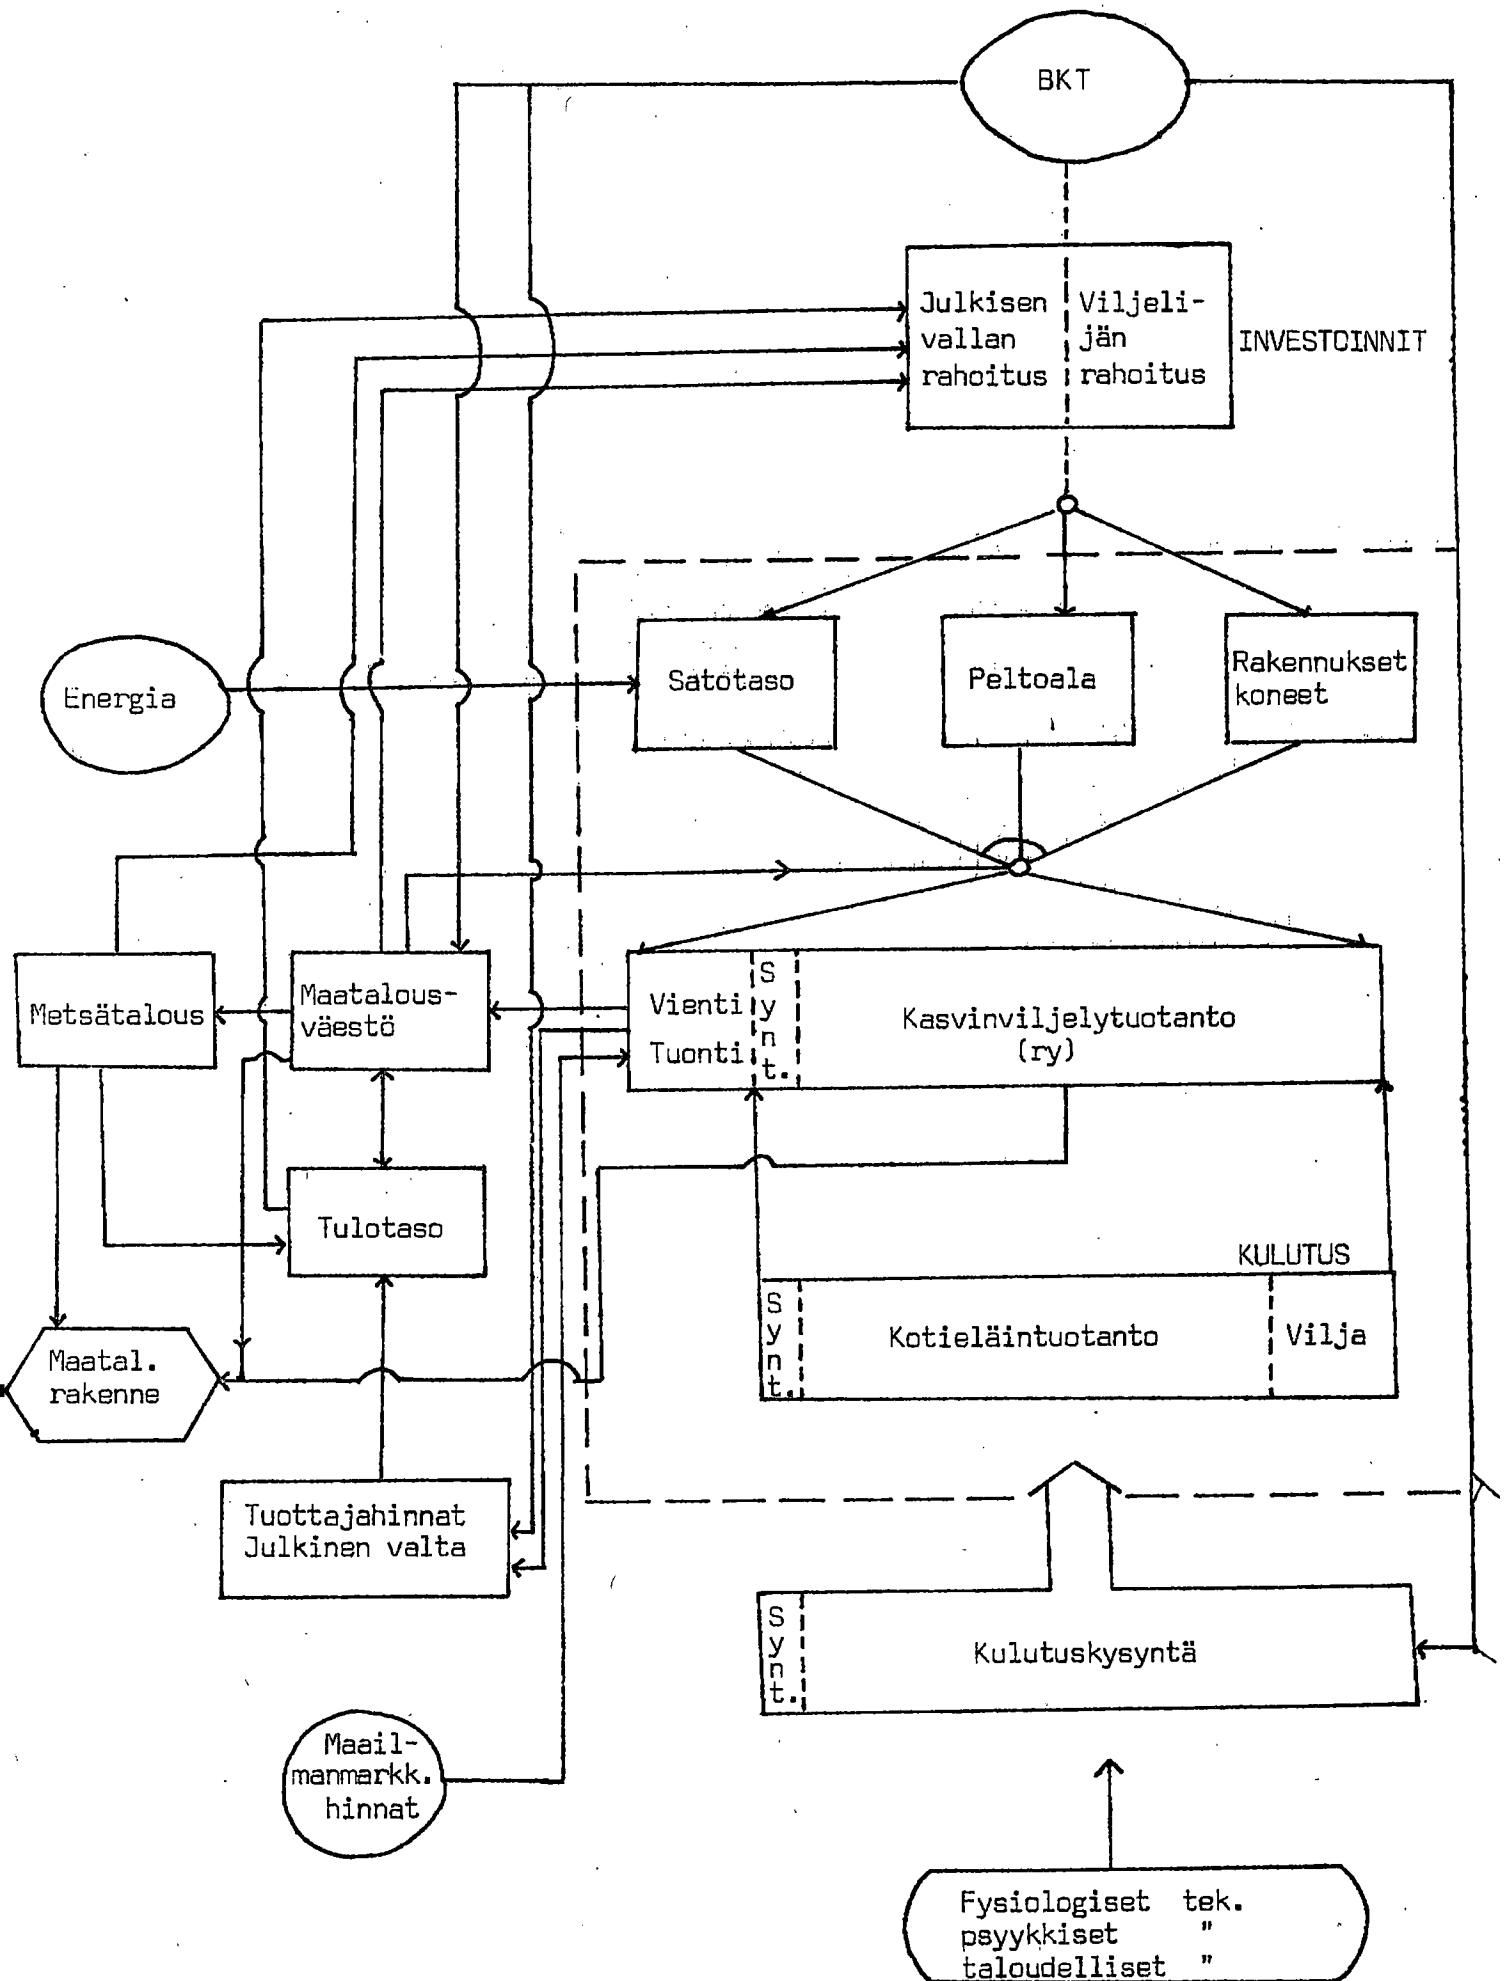 BKT
Julkisen
vallan
rahoitus
Viljeli-
jän
rahoitus
INVESTOINNIT
Energia
Satotaso
Peltoala
Rakennukset
koneet
Metsätalous
Maatalous-
väestö
Vienti
Tuonti
S
y
n
t.
Kasvinviljelytuotanto
(ry)
Tulotaso
KULUTUS
S
y
n
t.
Kotieläintuotanto
Vilja
Maatal.
rakenne
Tuottajahinnat
Julkinen valta
S
y
n
t.
Kulutuskysyntä
Maail-
manmarkk.
hinnat
Fysiologiset tek.
psyykkiset "
taloudelliset "